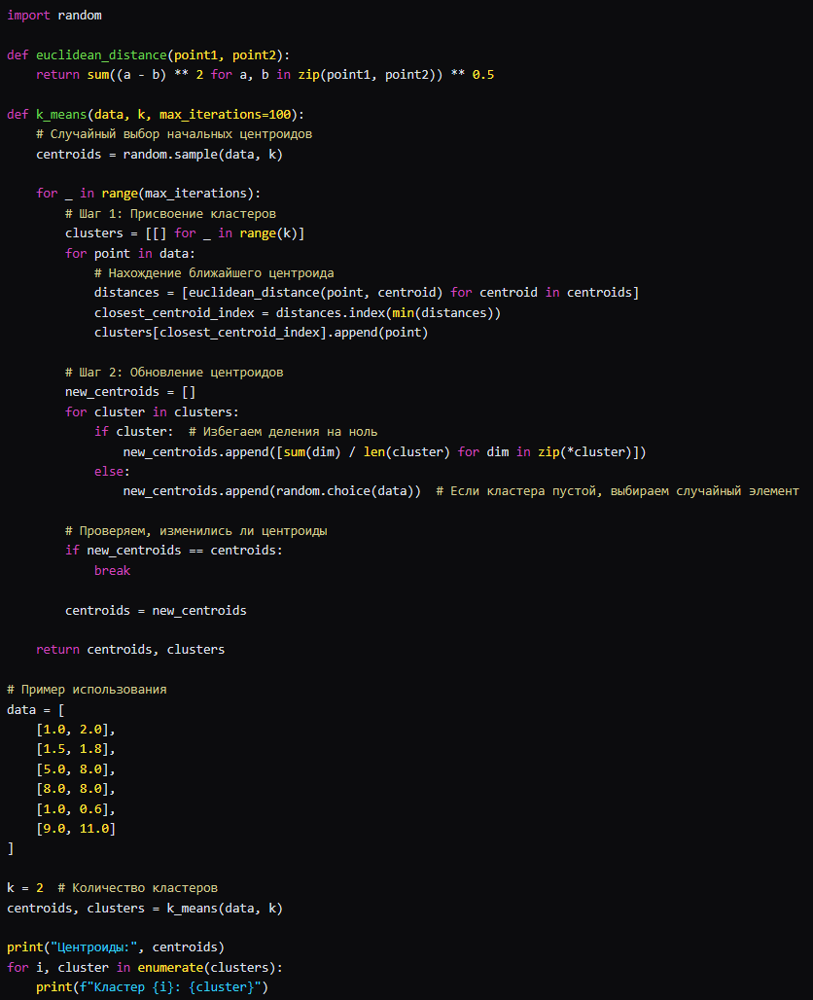 import random

def euclidean_distance(point1, point2):
    return sum((a - b) ** 2 for a, b in zip(point1, point2)) ** 0.5

def k_means(data, k, max_iterations=100):
    # Случайный выбор начальных центроидов
    centroids = random.sample(data, k)

    for _ in range(max_iterations):
        # Шаг 1: Присвоение кластеров
        clusters = [[] for _ in range(k)]
        for point in data:
            # Нахождение ближайшего центроида
            distances = [euclidean_distance(point, centroid) for centroid in centroids]
            closest_centroid_index = distances.index(min(distances))
            clusters[closest_centroid_index].append(point)

        # Шаг 2: Обновление центроидов
        new_centroids = []
        for cluster in clusters:
            if cluster:  # Избегаем деления на ноль
                new_centroids.append([sum(dim) / len(cluster) for dim in zip(*cluster)])
            else:
                new_centroids.append(random.choice(data))  # Если кластера пустой, выбираем случайный элемент

        # Проверяем, изменились ли центроиды
        if new_centroids == centroids:
            break

        centroids = new_centroids

    return centroids, clusters

# Пример использования
data = [
    [1.0, 2.0],
    [1.5, 1.8],
    [5.0, 8.0],
    [8.0, 8.0],
    [1.0, 0.6],
    [9.0, 11.0]
]

k = 2  # Количество кластеров
centroids, clusters = k_means(data, k)

print("Центроиды:", centroids)
for i, cluster in enumerate(clusters):
    print(f"Кластер {i}: {cluster}")